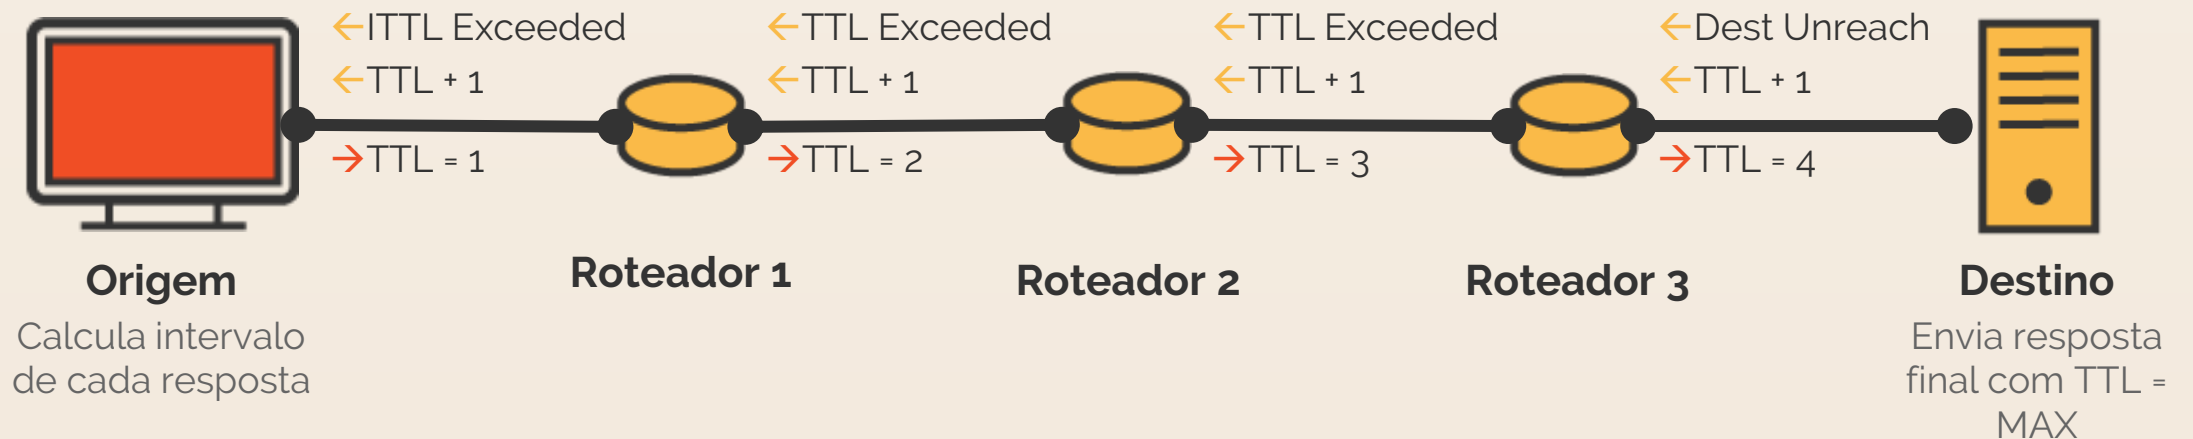 ←ITTL Exceeded
←TTL + 1
→TTL = 1
←TTL Exceeded
←TTL + 1
→TTL = 2
←TTL Exceeded
←TTL + 1
→TTL = 3
←Dest Unreach
←TTL + 1
→TTL = 4
Origem
Calcula intervalo
de cada resposta
Roteador 1
Roteador 2
Roteador 3
Destino
Envia resposta
final com TTL =
MAX